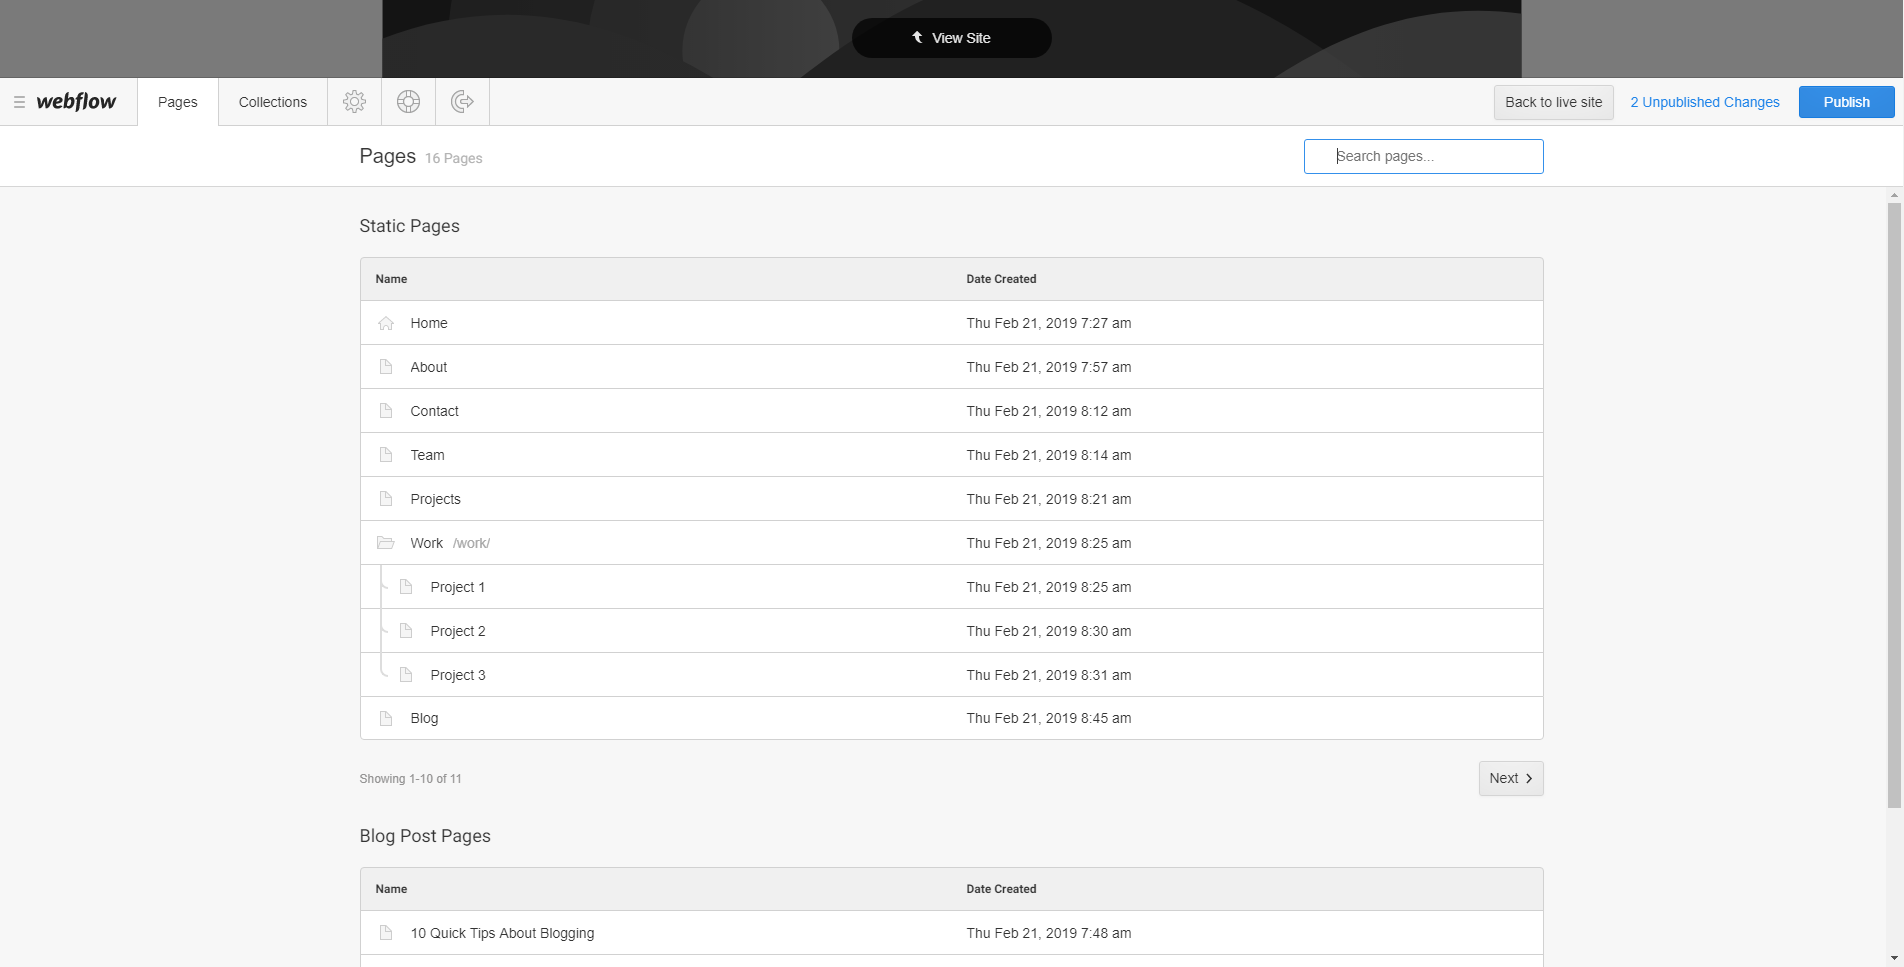 View Site
webflow Pages Collections Back to live site 2 Unpublished Changes Publish
Pages 16 Pages Search pages...
Static Pages
Name Date Created
Home Thu Feb 21, 2019 7:27 am
About Thu Feb 21, 2019 7:57 am
Contact Thu Feb 21, 2019 8:12 am
Team Thu Feb 21, 2019 8:14 am
Projects Thu Feb 21, 2019 8:21 am
Work /work/ Thu Feb 21, 2019 8:25 am
Project 1 Thu Feb 21, 2019 8:25 am
Project 2 Thu Feb 21, 2019 8:30 am
Project 3 Thu Feb 21, 2019 8:31 am
Blog Thu Feb 21, 2019 8:45 am
Showing 1-10 of 11 Next
Blog Post Pages
Name Date Created
10 Quick Tips About Blogging Thu Feb 21, 2019 7:48 am